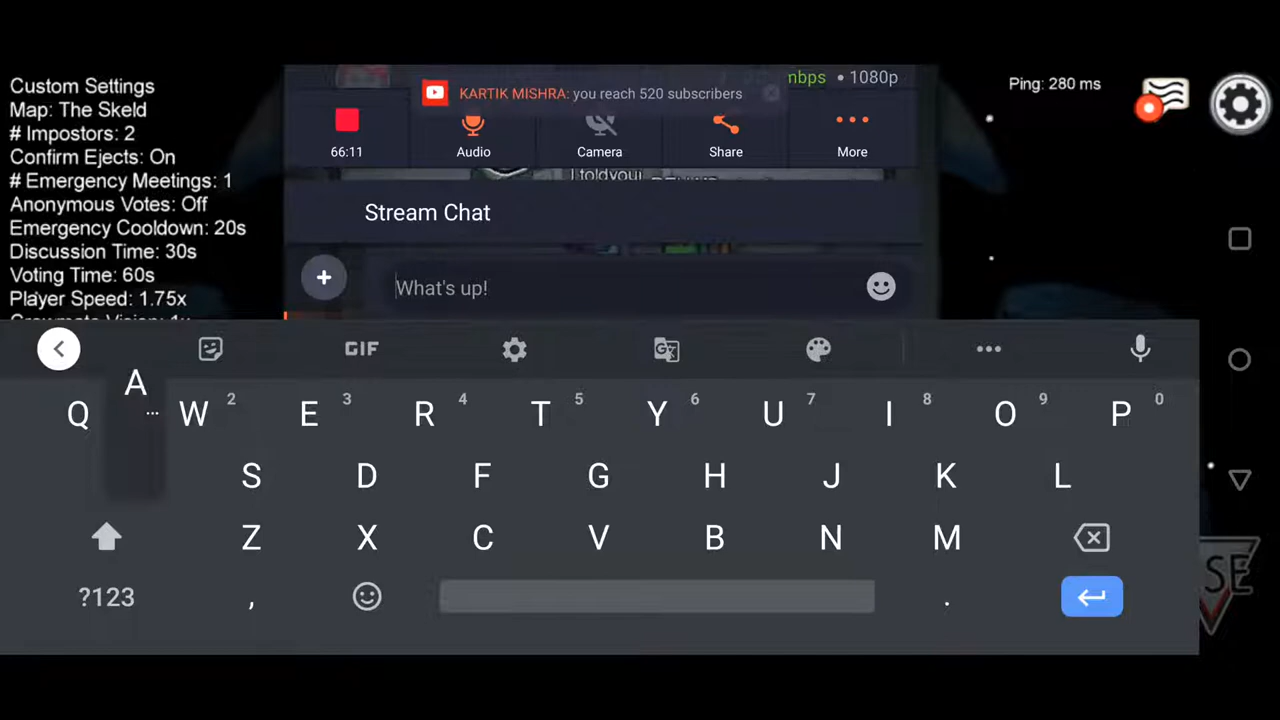 Custom Settings
Map: The Skeld
# Impostors: 2
Confirm Ejects: On
# Emergency Meetings: 1
Anonymous Votes: Off
Emergency Cooldown: 20s
Discussion Time: 30s
Voting Time: 60s
Player Speed: 1.75x
mbps • 1080p
KARTIK MISHRA: you reach 520 subscribers
66:11
Audio
Camera
Share
More
I toldyou
Stream Chat
What's up!
Ping: 280 ms
GIF
A
Q W 2 E 3 R 4 T 5 Y 6 U 7 I 8 O 9 P 0
S D F G H J K L
Z X C V B N M
?123 , .
SE